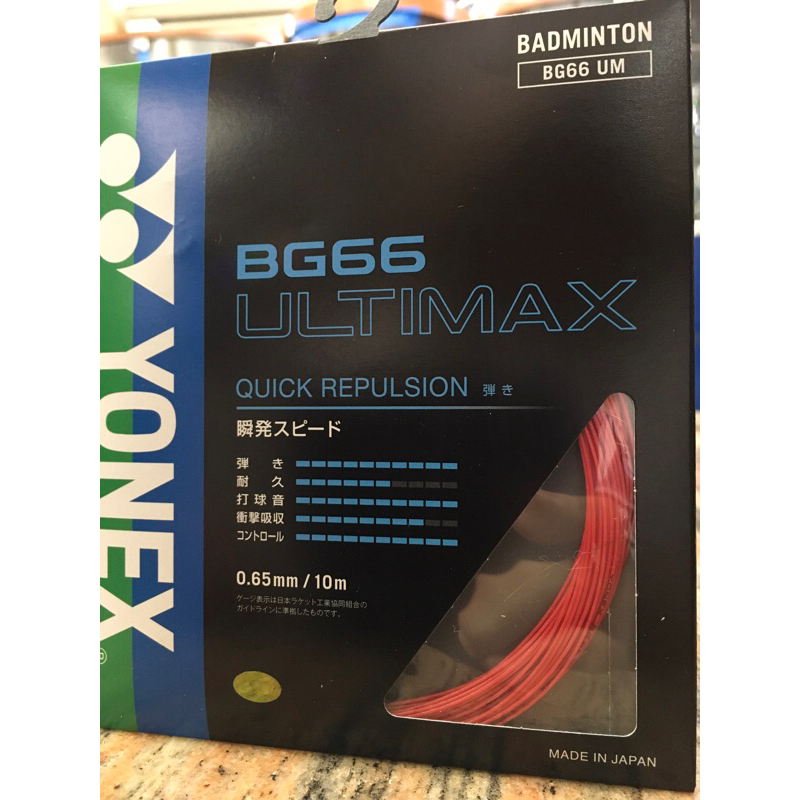 BADMINTON
BG66 UM
YONEX®
BG66
ULTIMAX
QUICK REPULSION 弾き
瞬発スピード
弾き
耐久
打球音
衝撃吸収
コントロール
0.65mm/10m
ゲージ表示は日本ラケット工業協同組合の
ガイドラインに準拠したものです。
MADE IN JAPAN